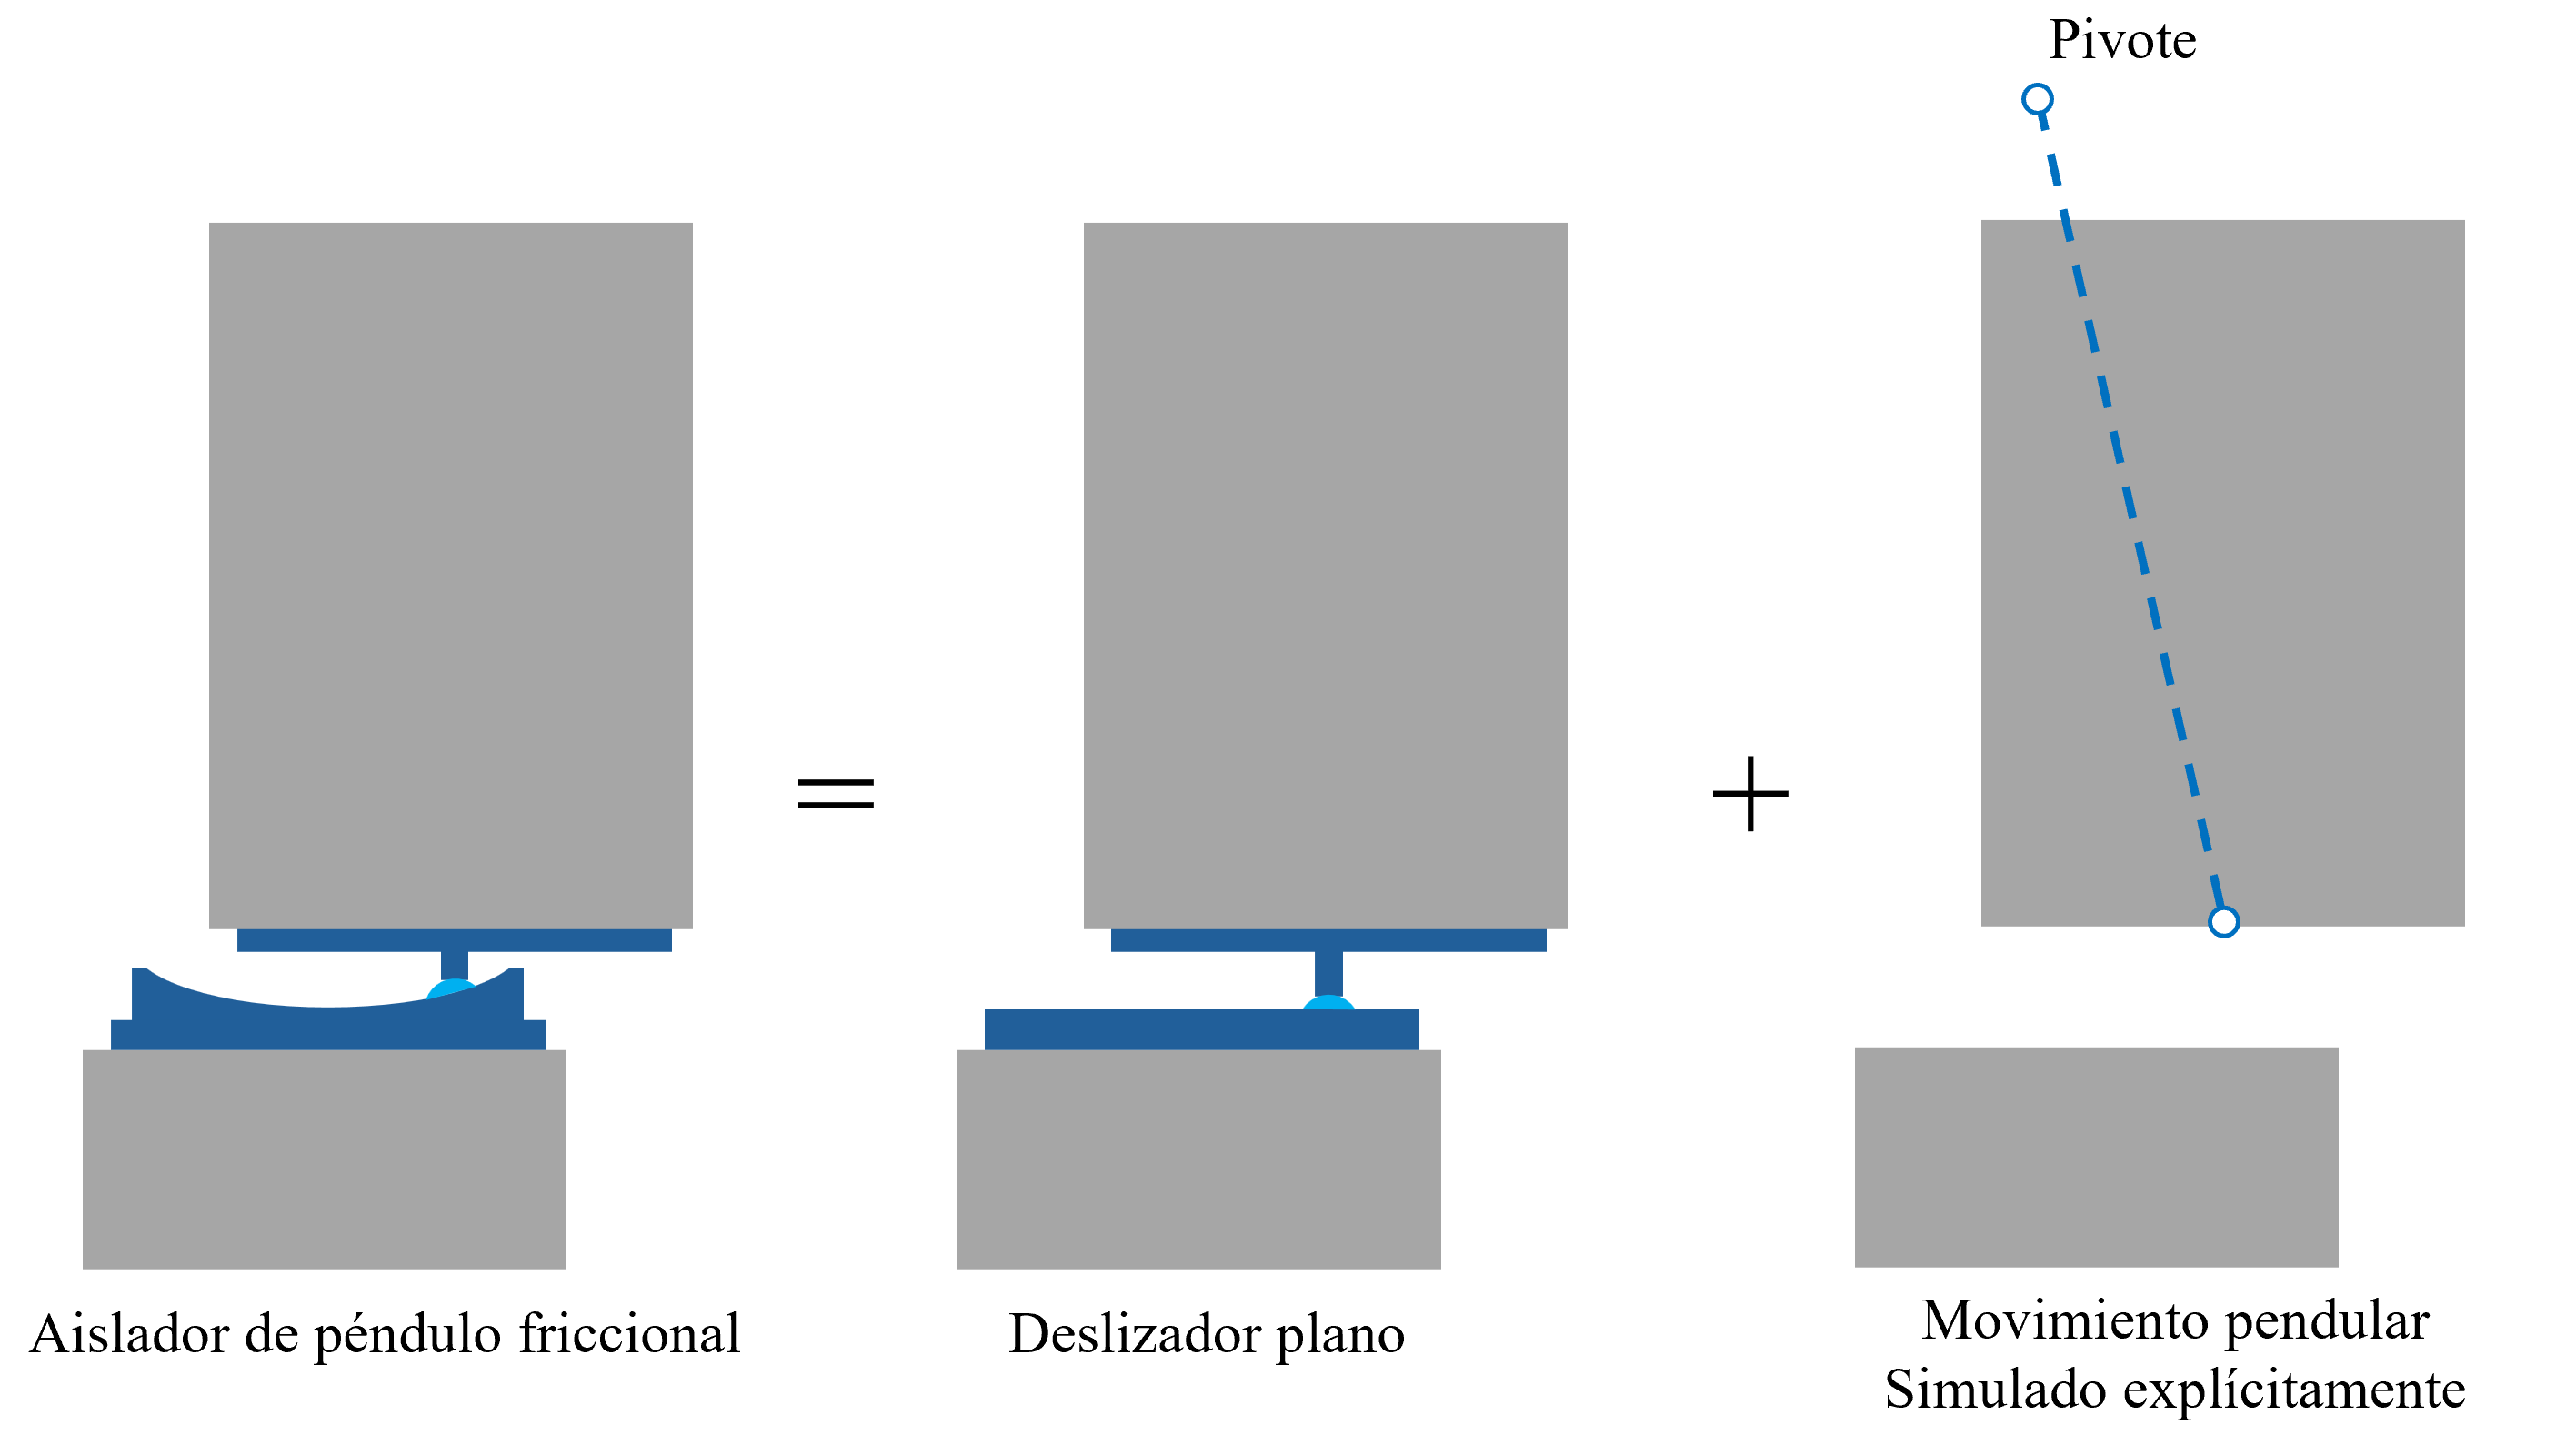 Pivote
=
+
Aislador de péndulo friccional
Deslizador plano
Movimiento pendular
Simulado explícitamente